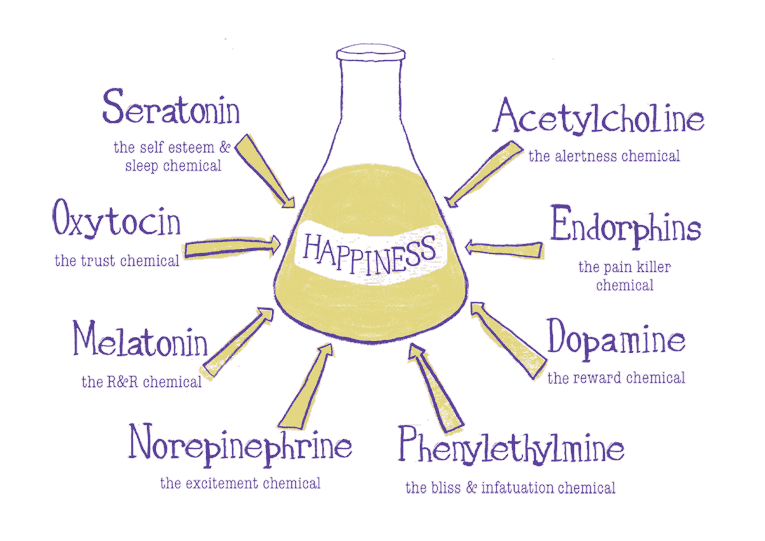 Seratonin
the self esteem &
sleep chemical
Acetylcholine
the alertness chemical
Oxytocin
the trust chemical
HAPPINESS
Endorphins
the pain killer
chemical
Melatonin
the R&R chemical
Dopamine
the reward chemical
Norepinephrine
the excitement chemical
Phenylethylmine
the bliss & infatuation chemical